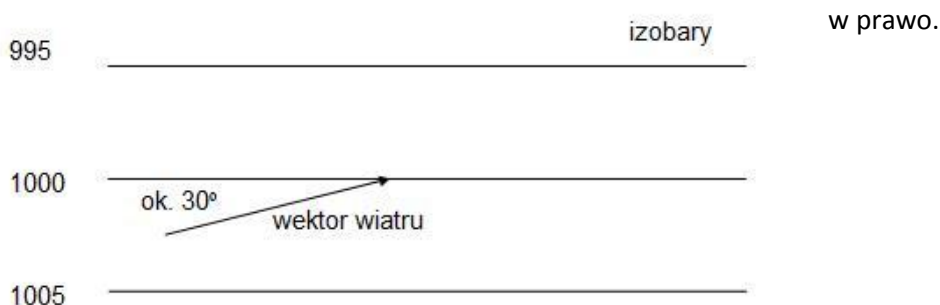 w prawo.
izobary
995
1000
ok. 30º
wektor wiatru
1005